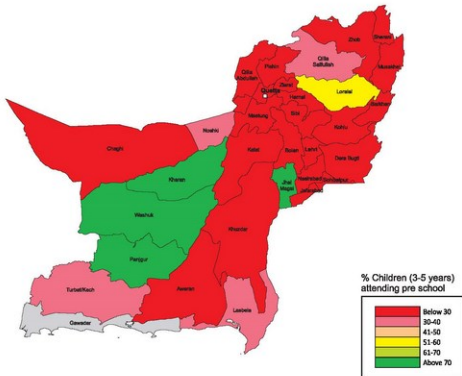 Zhob
Sherani
Qilla
Saifullah
Musakhel
Pishin
Qilla
Abdullah
Ziarat
Loralai
Quetta
Harnai
Barkhan
Mastung
Sibi
Kohlu
Noshki
Chaghi
Kalat
Bolan
Lehri
Dera Bugti
Kharan
Jhal
Magsi
Nasirabad
Jafarabad
Washuk
Khuzdar
Panjgur
Turbat/Kech
Awaran
Lasbela
Gawadar
% Children (3-5 years)
attending pre school
Below 30
30-40
41-50
51-60
61-70
Above 70